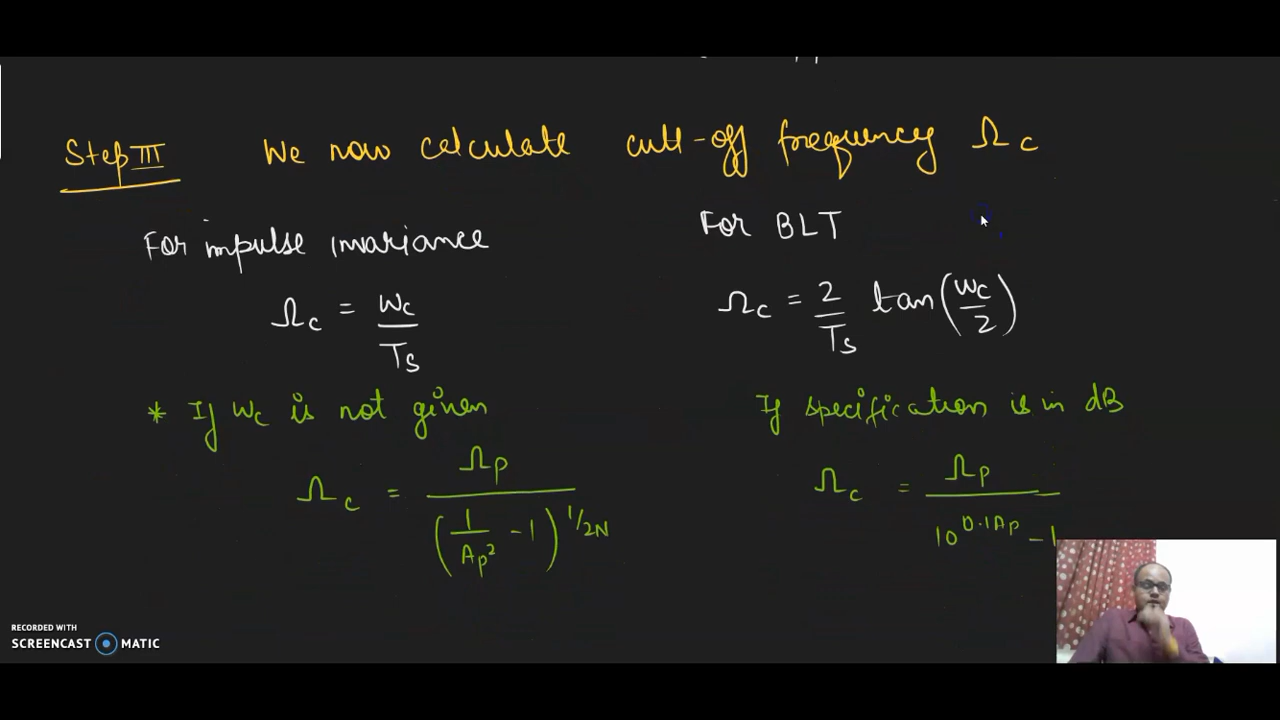 Step III We now calculate cutt-off frequency Ωc
For impulse invariance
Ωc = wc / Ts
* If wc is not given
Ωc = Ωp / (1/Ap² - 1)^1/2N
For BLT
Ωc = 2/Ts tan(wc/2)
If specification is in dB
Ωc = Ωp / 10^0.1Ap - 1
RECORDED WITH
SCREENCAST MATIC